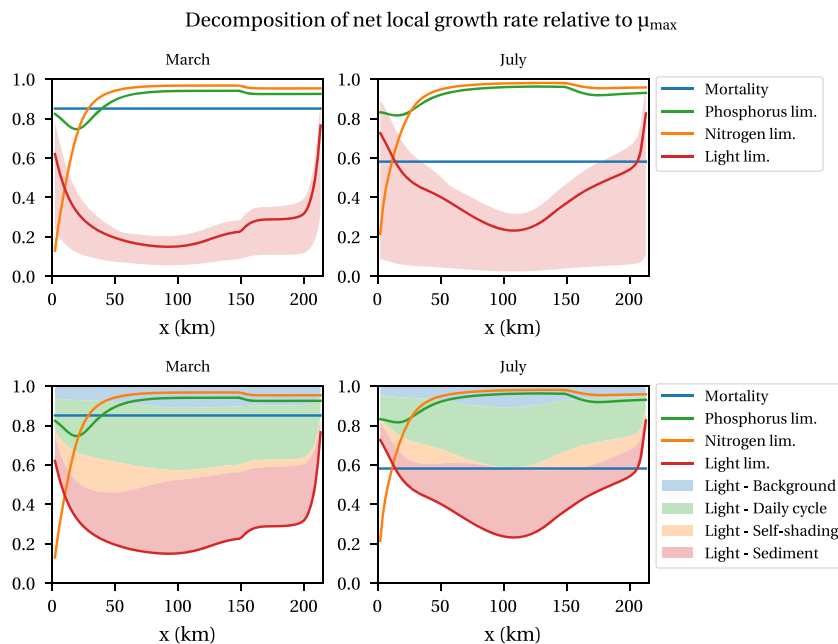 Decomposition of net local growth rate relative to μmax
March
July
1.0
0.8
0.6
0.4
0.2
0.0
0 50 100 150 200
x (km)
1.0
0.8
0.6
0.4
0.2
0.0
0 50 100 150 200
x (km)
Mortality
Phosphorus lim.
Nitrogen lim.
Light lim.
March
July
1.0
0.8
0.6
0.4
0.2
0.0
0 50 100 150 200
x (km)
1.0
0.8
0.6
0.4
0.2
0.0
0 50 100 150 200
x (km)
Mortality
Phosphorus lim.
Nitrogen lim.
Light lim.
Light - Background
Light - Daily cycle
Light - Self-shading
Light - Sediment